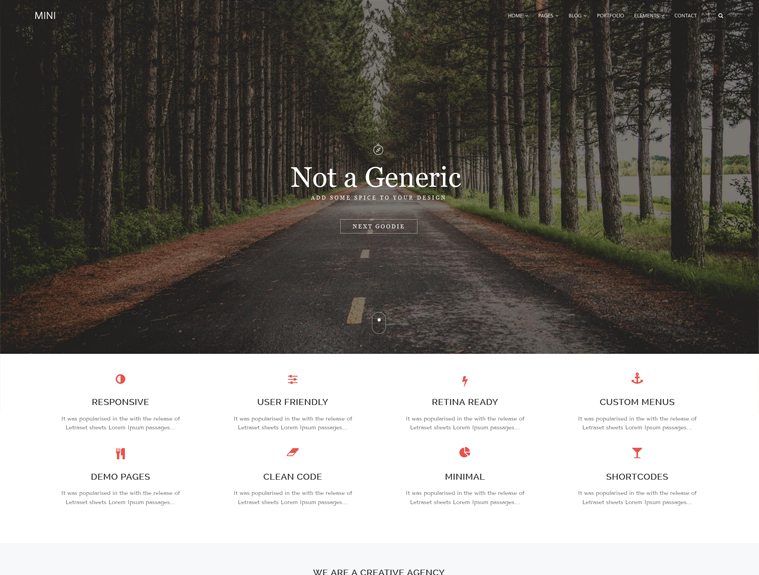 MINI
HOME PAGES BLOG PORTFOLIO ELEMENTS CONTACT
Not a Generic
ADD SOME SPICE TO YOUR DESIGN
NEXT GOODIE
RESPONSIVE
It was popularised in the with the release of
Letraset sheets Lorem Ipsum passages...
USER FRIENDLY
It was popularised in the with the release of
Letraset sheets Lorem Ipsum passages...
RETINA READY
It was popularised in the with the release of
Letraset sheets Lorem Ipsum passages...
CUSTOM MENUS
It was popularised in the with the release of
Letraset sheets Lorem Ipsum passages...
DEMO PAGES
It was popularised in the with the release of
Letraset sheets Lorem Ipsum passages...
CLEAN CODE
It was popularised in the with the release of
Letraset sheets Lorem Ipsum passages...
MINIMAL
It was popularised in the with the release of
Letraset sheets Lorem Ipsum passages...
SHORTCODES
It was popularised in the with the release of
Letraset sheets Lorem Ipsum passages...
WE ARE A CREATIVE AGENCY